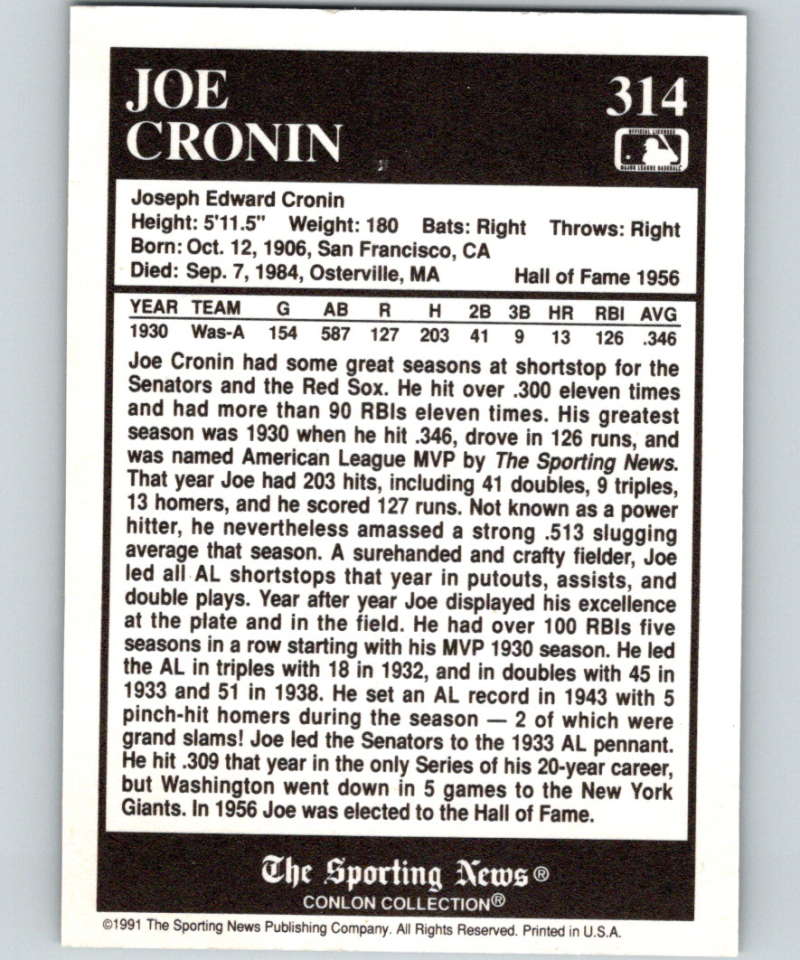 JOE
CRONIN
314
OFFICIAL LICENSEE
MAJOR LEAGUE BASEBALL
Joseph Edward Cronin
Height: 5'11.5" Weight: 180 Bats: Right Throws: Right
Born: Oct. 12, 1906, San Francisco, CA
Died: Sep. 7, 1984, Osterville, MA Hall of Fame 1956
YEAR TEAM G AB R H 2B 3B HR RBI AVG
1930 Was-A 154 587 127 203 41 9 13 126 .346
Joe Cronin had some great seasons at shortstop for the
Senators and the Red Sox. He hit over .300 eleven times
and had more than 90 RBIs eleven times. His greatest
season was 1930 when he hit .346, drove in 126 runs, and
was named American League MVP by The Sporting News.
That year Joe had 203 hits, including 41 doubles, 9 triples,
13 homers, and he scored 127 runs. Not known as a power
hitter, he nevertheless amassed a strong .513 slugging
average that season. A surehanded and crafty fielder, Joe
led all AL shortstops that year in putouts, assists, and
double plays. Year after year Joe displayed his excellence
at the plate and in the field. He had over 100 RBIs five
seasons in a row starting with his MVP 1930 season. He led
the AL in triples with 18 in 1932, and in doubles with 45 in
1933 and 51 in 1938. He set an AL record in 1943 with 5
pinch-hit homers during the season — 2 of which were
grand slams! Joe led the Senators to the 1933 AL pennant.
He hit .309 that year in the only Series of his 20-year career,
but Washington went down in 5 games to the New York
Giants. In 1956 Joe was elected to the Hall of Fame.
The Sporting News®
CONLON COLLECTION®
©1991 The Sporting News Publishing Company. All Rights Reserved. Printed in U.S.A.